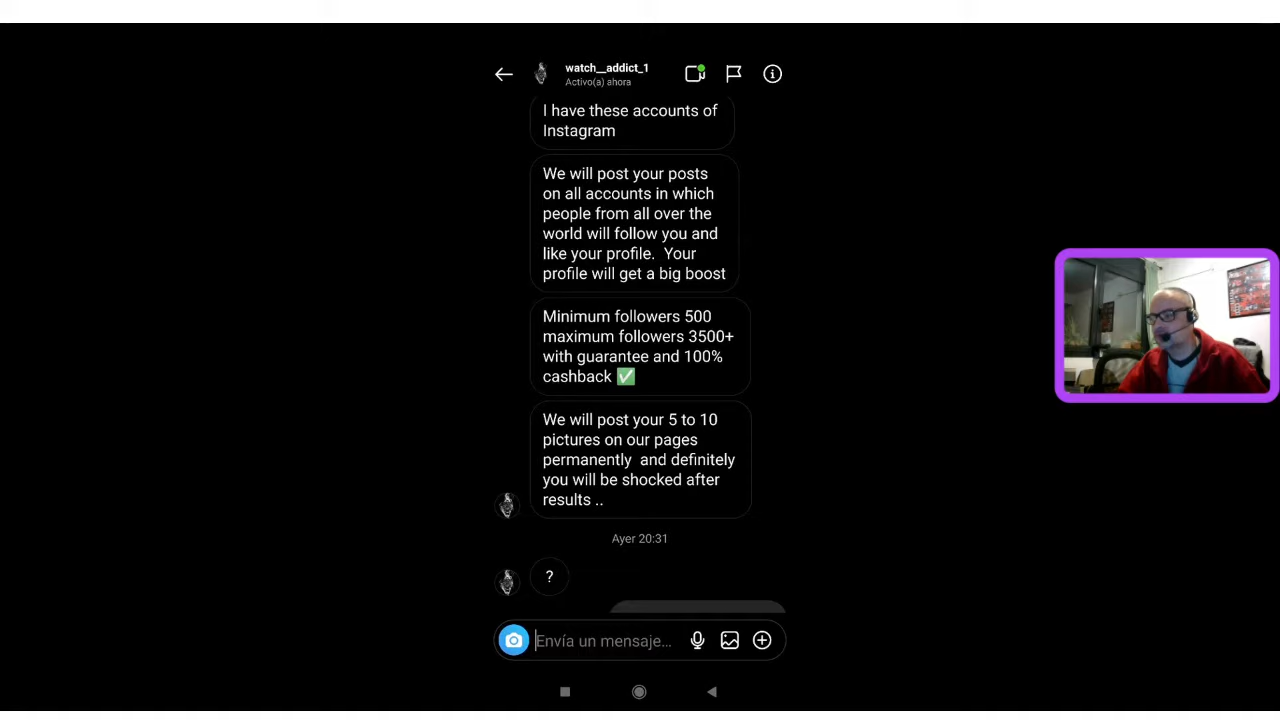 watch__addict_1
Activo(a) ahora
I have these accounts of
Instagram
We will post your posts
on all accounts in which
people from all over the
world will follow you and
like your profile. Your
profile will get a big boost
Minimum followers 500
maximum followers 3500+
with guarantee and 100%
cashback ✅
We will post your 5 to 10
pictures on our pages
permanently and definitely
you will be shocked after
results ..
Ayer 20:31
?
Envía un mensaje...